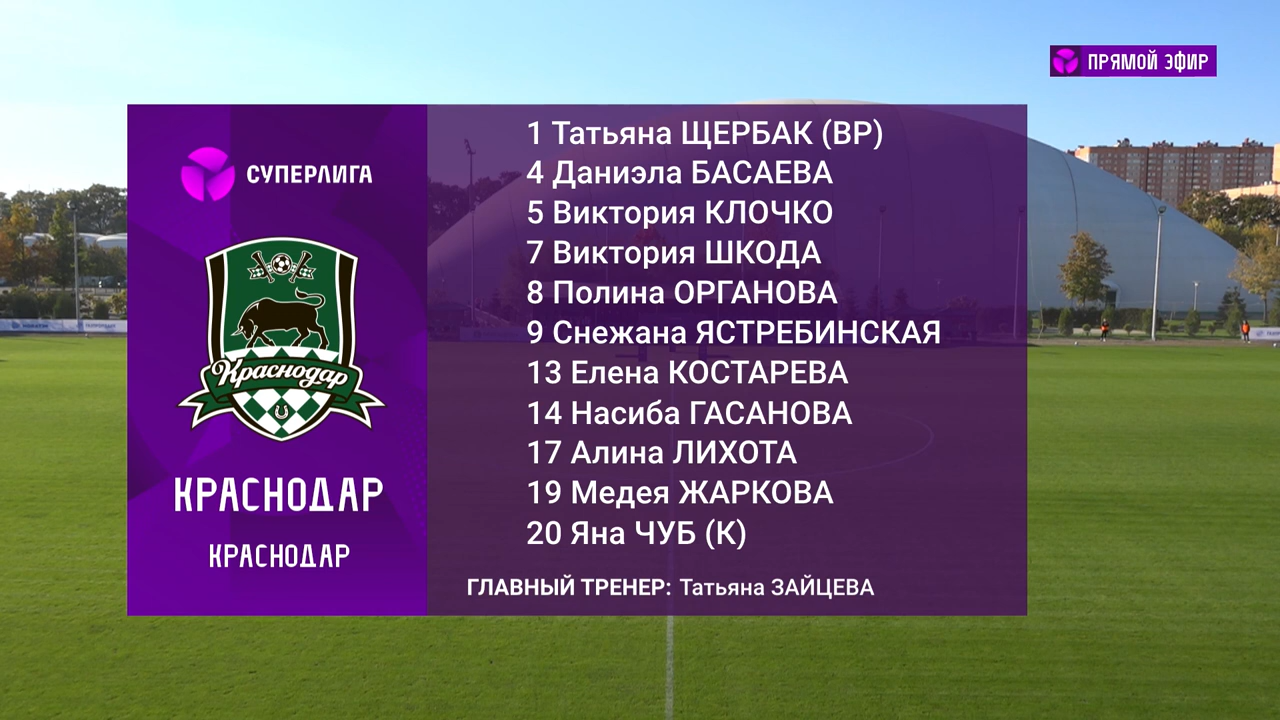 ПРЯМОЙ ЭФИР
СУПЕРЛИГА
Краснодар
КРАСНОДАР
КРАСНОДАР
1 Татьяна ЩЕРБАК (ВР)
4 Даниэла БАСАЕВА
5 Виктория КЛОЧКО
7 Виктория ШКОДА
8 Полина ОРГАНОВА
9 Снежана ЯСТРЕБИНСКАЯ
13 Елена КОСТАРЕВА
14 Насиба ГАСАНОВА
17 Алина ЛИХОТА
19 Медея ЖАРКОВА
20 Яна ЧУБ (К)
ГЛАВНЫЙ ТРЕНЕР: Татьяна ЗАЙЦЕВА